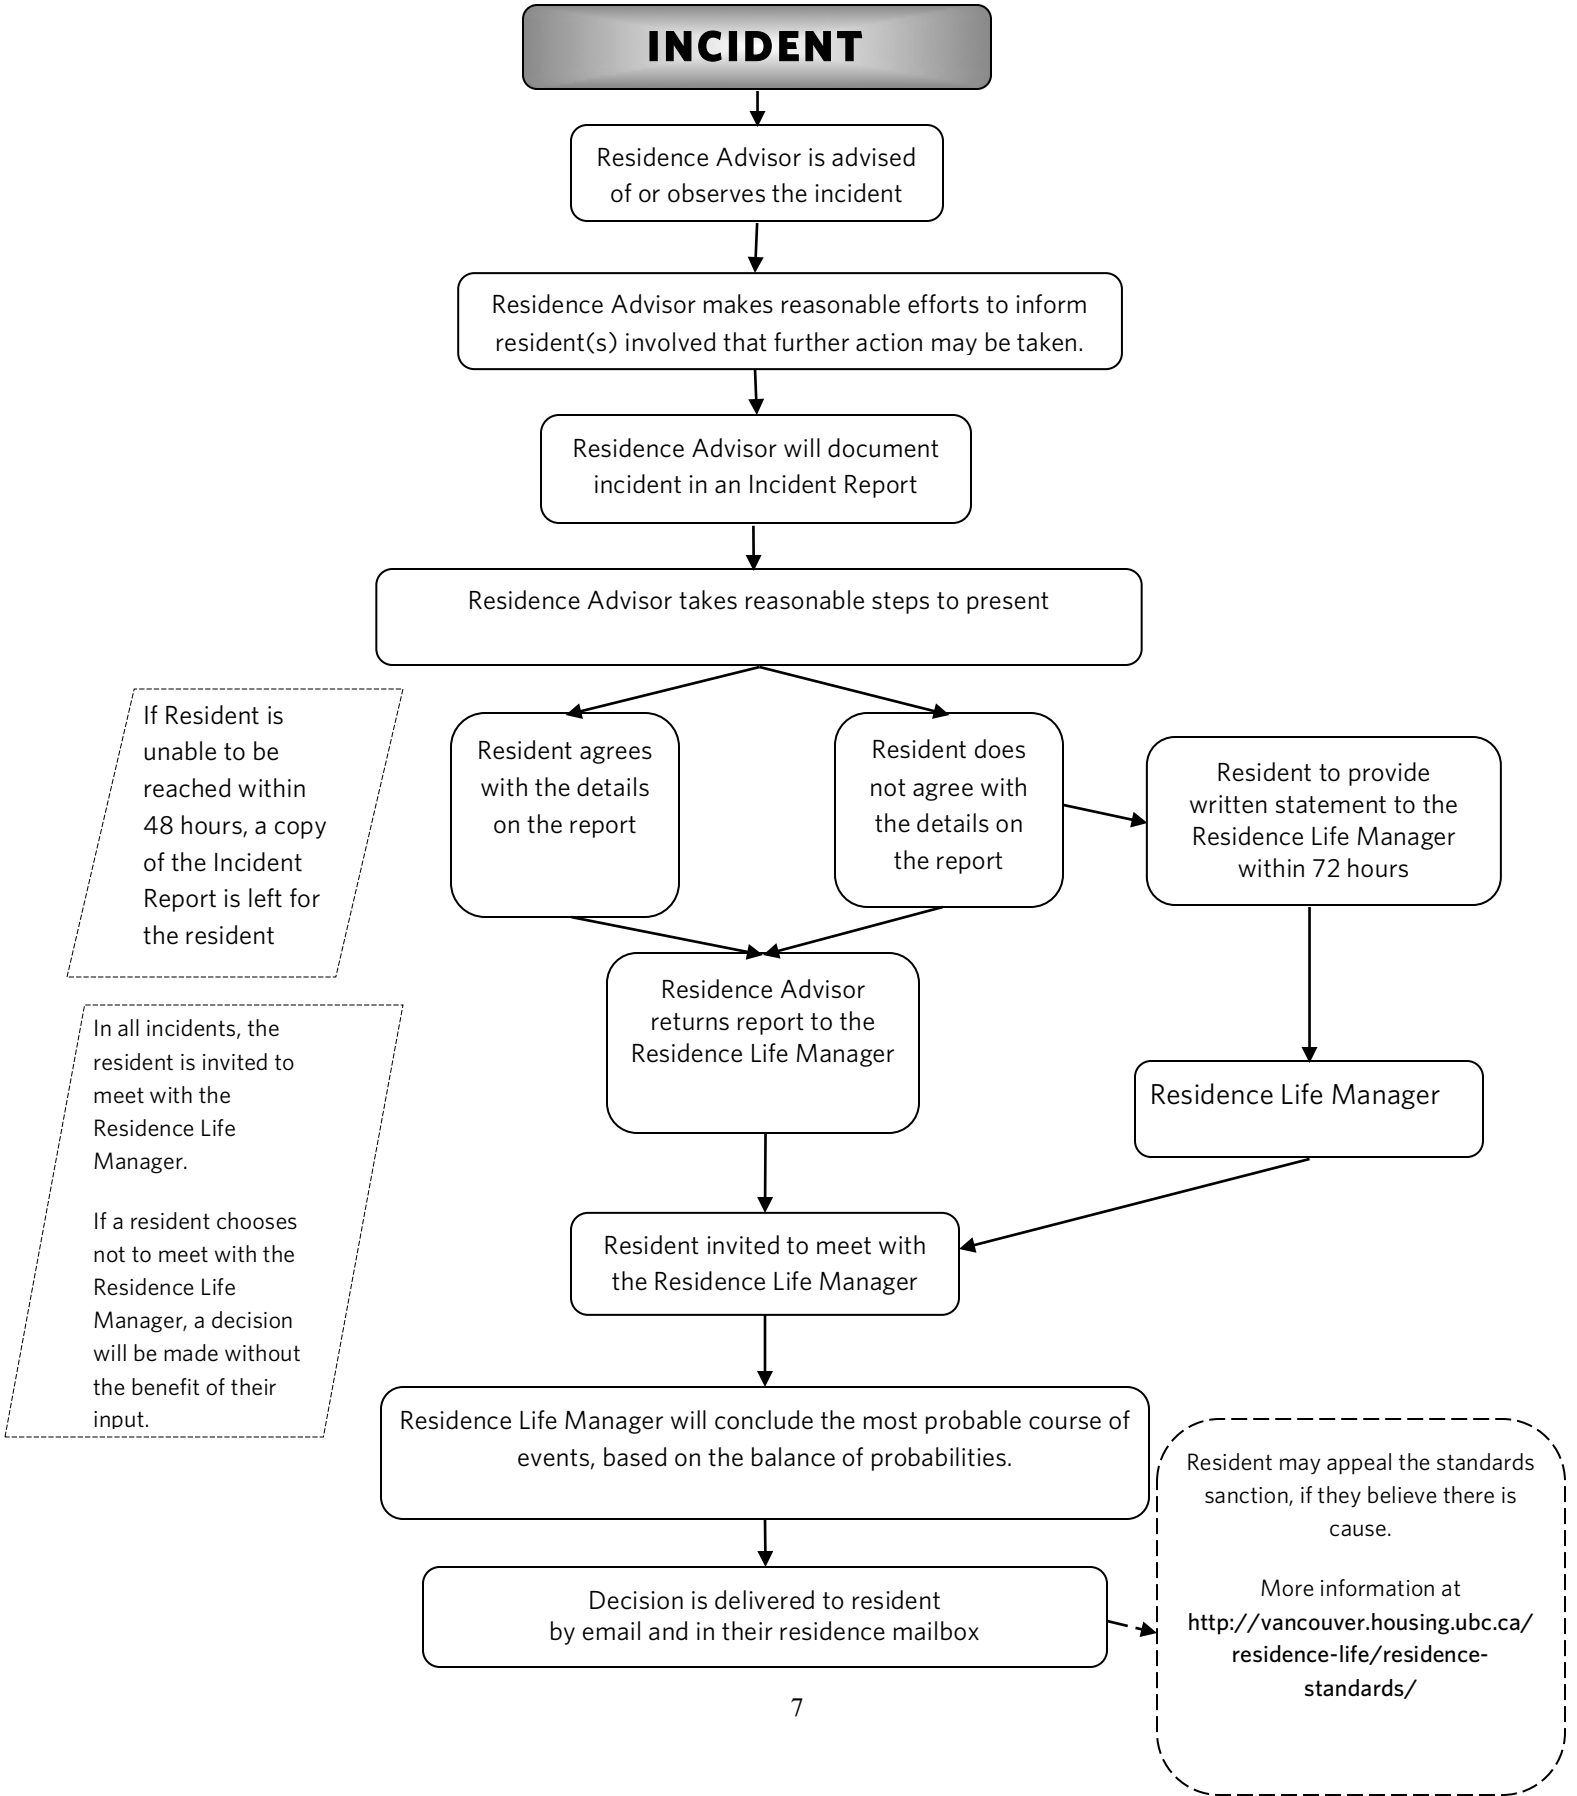 INCIDENT
Residence Advisor is advised
of or observes the incident
Residence Advisor makes reasonable efforts to inform
resident(s) involved that further action may be taken.
Residence Advisor will document
incident in an Incident Report
Residence Advisor takes reasonable steps to present
If Resident is
unable to be
reached within
48 hours, a copy
of the Incident
Report is left for
the resident
Resident agrees
with the details
on the report
Resident does
not agree with
the details on
the report
Resident to provide
written statement to the
Residence Life Manager
within 72 hours
Residence Advisor
returns report to the
Residence Life Manager
Residence Life Manager
In all incidents, the
resident is invited to
meet with the
Residence Life
Manager.
If a resident chooses
not to meet with the
Residence Life
Manager, a decision
will be made without
the benefit of their
input.
Resident invited to meet with
the Residence Life Manager
Residence Life Manager will conclude the most probable course of
events, based on the balance of probabilities.
Decision is delivered to resident
by email and in their residence mailbox
Resident may appeal the standards
sanction, if they believe there is
cause.
More information at
http://vancouver.housing.ubc.ca/
residence-life/residence-
standards/
7